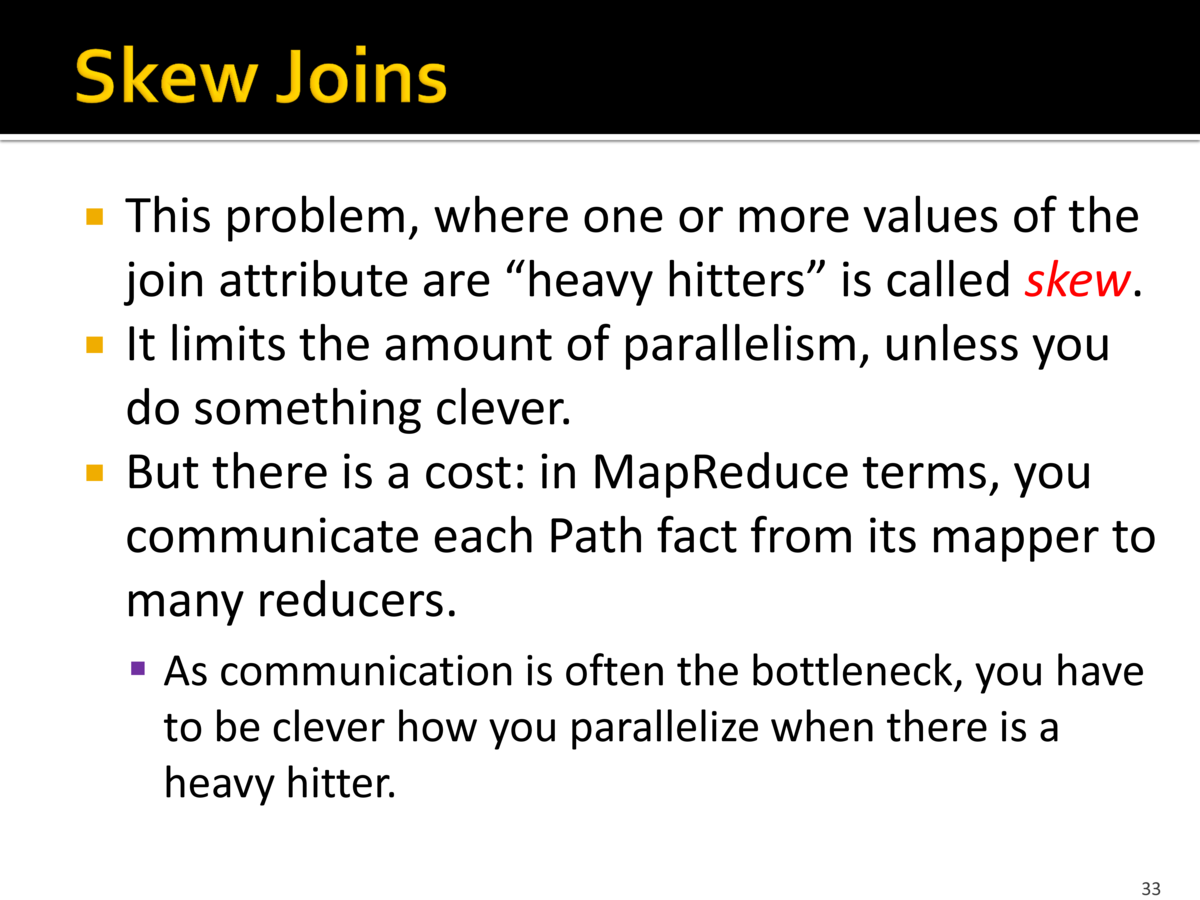 Skew Joins
This problem, where one or more values of the
join attribute are “heavy hitters” is called skew.
It limits the amount of parallelism, unless you
do something clever.
But there is a cost: in MapReduce terms, you
communicate each Path fact from its mapper to
many reducers.
As communication is often the bottleneck, you have
to be clever how you parallelize when there is a
heavy hitter.
33